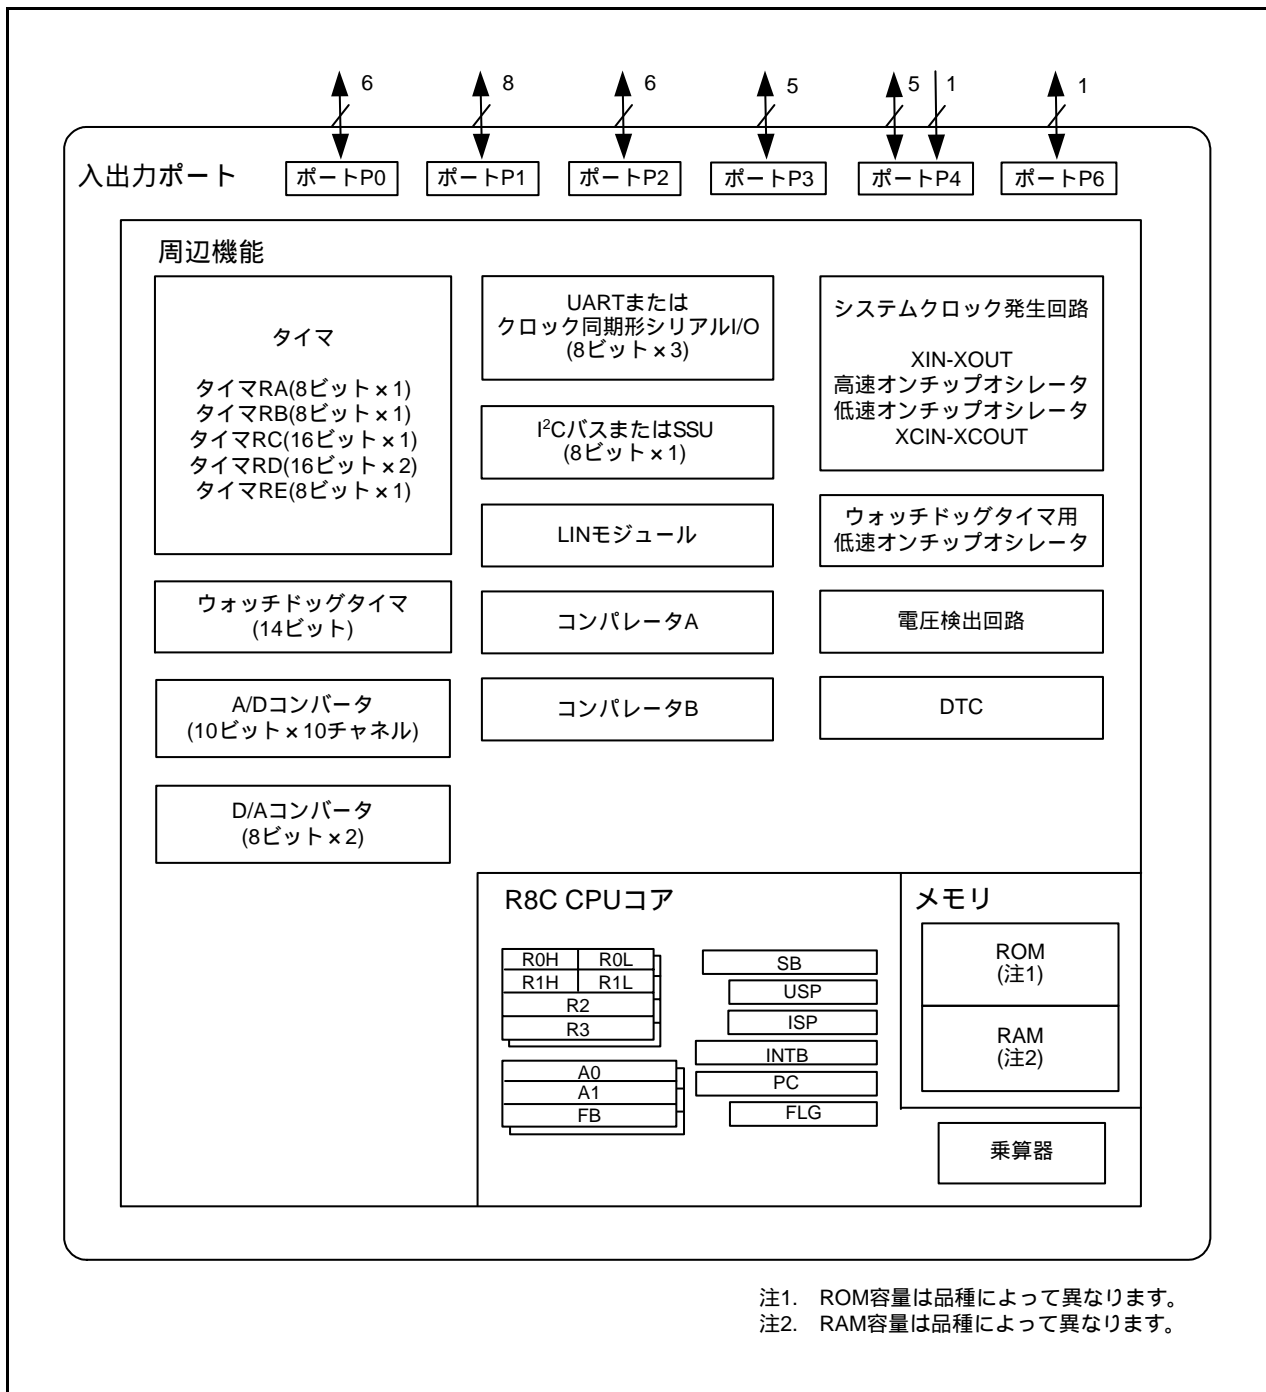 6
8
6
5
5
1
1
入出力ポート
ポートP0
ポートP1
ポートP2
ポートP3
ポートP4
ポートP6
周辺機能
タイマ
タイマRA(8ビット×1)
タイマRB(8ビット×1)
タイマRC(16ビット×1)
タイマRD(16ビット×2)
タイマRE(8ビット×1)
ウォッチドッグタイマ
(14ビット)
A/Dコンバータ
(10ビット×10チャネル)
D/Aコンバータ
(8ビット×2)
UARTまたは
クロック同期形シリアルI/O
(8ビット×3)
I²CバスまたはSSU
(8ビット×1)
LINモジュール
コンパレータA
コンパレータB
システムクロック発生回路
XIN-XOUT
高速オンチップオシレータ
低速オンチップオシレータ
XCIN-XCOUT
ウォッチドッグタイマ用
低速オンチップオシレータ
電圧検出回路
DTC
R8C CPUコア
R0H
R0L
R1H
R1L
R2
R3
A0
A1
FB
SB
USP
ISP
INTB
PC
FLG
メモリ
ROM
(注1)
RAM
(注2)
乗算器
注1. ROM容量は品種によって異なります。
注2. RAM容量は品種によって異なります。